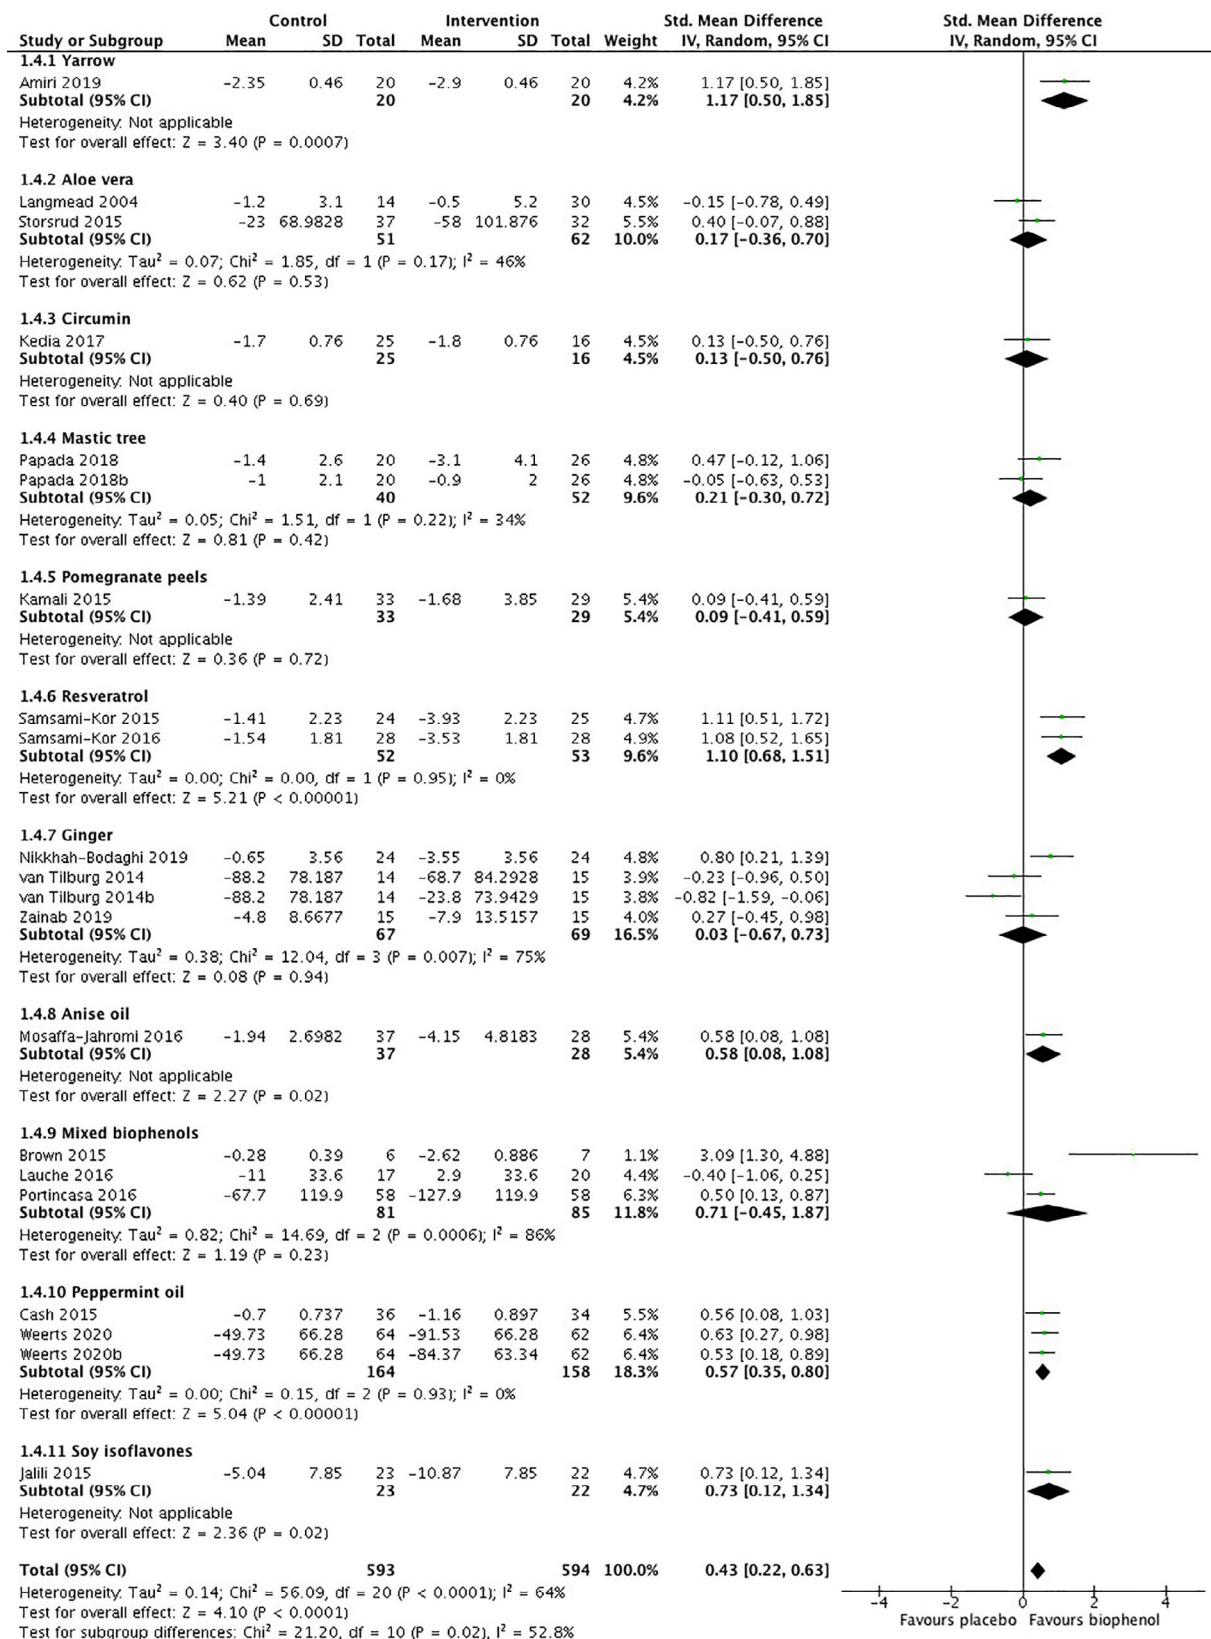 Control Intervention Std. Mean Difference Std. Mean Difference
Study or Subgroup Mean SD Total Mean SD Total Weight IV, Random, 95% CI IV, Random, 95% CI
1.4.1 Yarrow
Amiri 2019 −2.35 0.46 20 −2.9 0.46 20 4.2% 1.17 [0.50, 1.85]
Subtotal (95% CI) 20 20 4.2% 1.17 [0.50, 1.85]
Heterogeneity: Not applicable
Test for overall effect: Z = 3.40 (P = 0.0007)
1.4.2 Aloe vera
Langmead 2004 −1.2 3.1 14 −0.5 5.2 30 4.5% −0.15 [−0.78, 0.49]
Storsrud 2015 −23 68.9828 37 −58 101.876 32 5.5% 0.40 [−0.07, 0.88]
Subtotal (95% CI) 51 62 10.0% 0.17 [−0.36, 0.70]
Heterogeneity: Tau² = 0.07; Chi² = 1.85, df = 1 (P = 0.17); I² = 46%
Test for overall effect: Z = 0.62 (P = 0.53)
1.4.3 Circumin
Kedia 2017 −1.7 0.76 25 −1.8 0.76 16 4.5% 0.13 [−0.50, 0.76]
Subtotal (95% CI) 25 16 4.5% 0.13 [−0.50, 0.76]
Heterogeneity: Not applicable
Test for overall effect: Z = 0.40 (P = 0.69)
1.4.4 Mastic tree
Papada 2018 −1.4 2.6 20 −3.1 4.1 26 4.8% 0.47 [−0.12, 1.06]
Papada 2018b −1 2.1 20 −0.9 2 26 4.8% −0.05 [−0.63, 0.53]
Subtotal (95% CI) 40 52 9.6% 0.21 [−0.30, 0.72]
Heterogeneity: Tau² = 0.05; Chi² = 1.51, df = 1 (P = 0.22); I² = 34%
Test for overall effect: Z = 0.81 (P = 0.42)
1.4.5 Pomegranate peels
Kamali 2015 −1.39 2.41 33 −1.68 3.85 29 5.4% 0.09 [−0.41, 0.59]
Subtotal (95% CI) 33 29 5.4% 0.09 [−0.41, 0.59]
Heterogeneity: Not applicable
Test for overall effect: Z = 0.36 (P = 0.72)
1.4.6 Resveratrol
Samsami−Kor 2015 −1.41 2.23 24 −3.93 2.23 25 4.7% 1.11 [0.51, 1.72]
Samsami−Kor 2016 −1.54 1.81 28 −3.53 1.81 28 4.9% 1.08 [0.52, 1.65]
Subtotal (95% CI) 52 53 9.6% 1.10 [0.68, 1.51]
Heterogeneity: Tau² = 0.00; Chi² = 0.00, df = 1 (P = 0.95); I² = 0%
Test for overall effect: Z = 5.21 (P < 0.00001)
1.4.7 Ginger
Nikkhah−Bodaghi 2019 −0.65 3.56 24 −3.55 3.56 24 4.8% 0.80 [0.21, 1.39]
van Tilburg 2014 −88.2 78.187 14 −68.7 84.2928 15 3.9% −0.23 [−0.96, 0.50]
van Tilburg 2014b −88.2 78.187 14 −23.8 73.9429 15 3.8% −0.82 [−1.59, −0.06]
Zainab 2019 −4.8 8.6677 15 −7.9 13.5157 15 4.0% 0.27 [−0.45, 0.98]
Subtotal (95% CI) 67 69 16.5% 0.03 [−0.67, 0.73]
Heterogeneity: Tau² = 0.38; Chi² = 12.04, df = 3 (P = 0.007); I² = 75%
Test for overall effect: Z = 0.08 (P = 0.94)
1.4.8 Anise oil
Mosaffa−Jahromi 2016 −1.94 2.6982 37 −4.15 4.8183 28 5.4% 0.58 [0.08, 1.08]
Subtotal (95% CI) 37 28 5.4% 0.58 [0.08, 1.08]
Heterogeneity: Not applicable
Test for overall effect: Z = 2.27 (P = 0.02)
1.4.9 Mixed biophenols
Brown 2015 −0.28 0.39 6 −2.62 0.886 7 1.1% 3.09 [1.30, 4.88]
Lauche 2016 −11 33.6 17 2.9 33.6 20 4.4% −0.40 [−1.06, 0.25]
Portincasa 2016 −67.7 119.9 58 −127.9 119.9 58 6.3% 0.50 [0.13, 0.87]
Subtotal (95% CI) 81 85 11.8% 0.71 [−0.45, 1.87]
Heterogeneity: Tau² = 0.82; Chi² = 14.69, df = 2 (P = 0.0006); I² = 86%
Test for overall effect: Z = 1.19 (P = 0.23)
1.4.10 Peppermint oil
Cash 2015 −0.7 0.737 36 −1.16 0.897 34 5.5% 0.56 [0.08, 1.03]
Weerts 2020 −49.73 66.28 64 −91.53 66.28 62 6.4% 0.63 [0.27, 0.98]
Weerts 2020b −49.73 66.28 64 −84.37 63.34 62 6.4% 0.53 [0.18, 0.89]
Subtotal (95% CI) 164 158 18.3% 0.57 [0.35, 0.80]
Heterogeneity: Tau² = 0.00; Chi² = 0.15, df = 2 (P = 0.93); I² = 0%
Test for overall effect: Z = 5.04 (P < 0.00001)
1.4.11 Soy isoflavones
Jalili 2015 −5.04 7.85 23 −10.87 7.85 22 4.7% 0.73 [0.12, 1.34]
Subtotal (95% CI) 23 22 4.7% 0.73 [0.12, 1.34]
Heterogeneity: Not applicable
Test for overall effect: Z = 2.36 (P = 0.02)
Total (95% CI) 593 594 100.0% 0.43 [0.22, 0.63]
Heterogeneity: Tau² = 0.14; Chi² = 56.09, df = 20 (P < 0.0001); I² = 64%
Test for overall effect: Z = 4.10 (P < 0.0001)
Test for subgroup differences: Chi² = 21.20, df = 10 (P = 0.02), I² = 52.8%
−4 −2 0 2 4
Favours placebo Favours biophenol